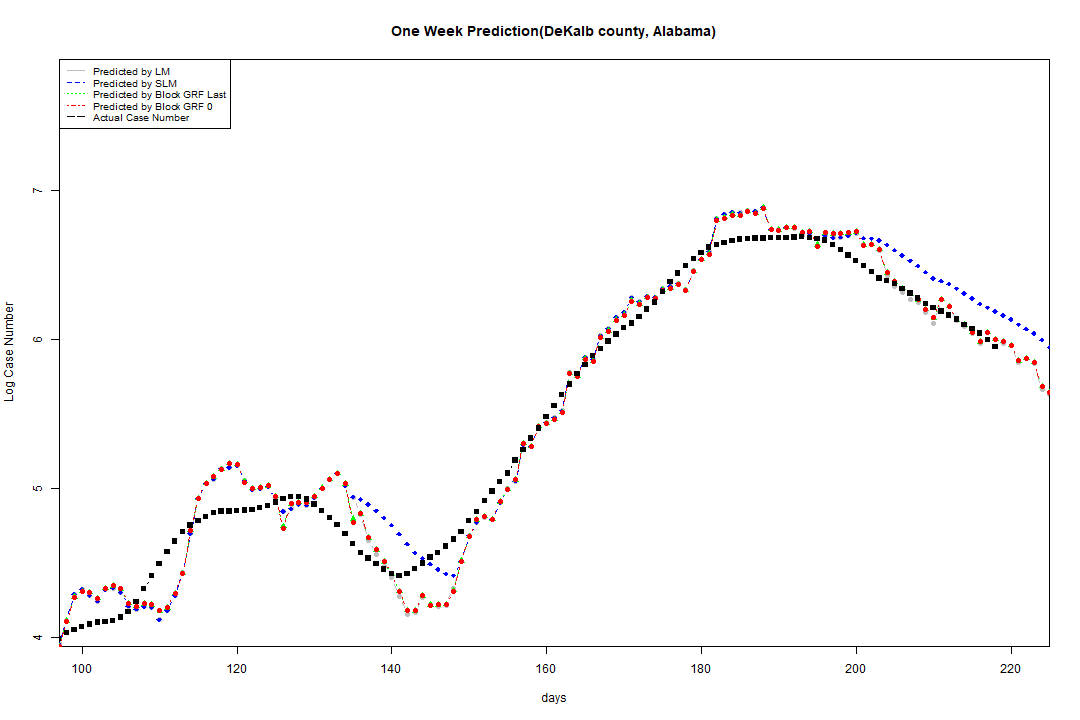 One Week Prediction(DeKalb county, Alabama)
Predicted by LM
Predicted by SLM
Predicted by Block GRF Last
Predicted by Block GRF 0
Actual Case Number
Log Case Number
7
6
5
4
100 120 140 160 180 200 220
days